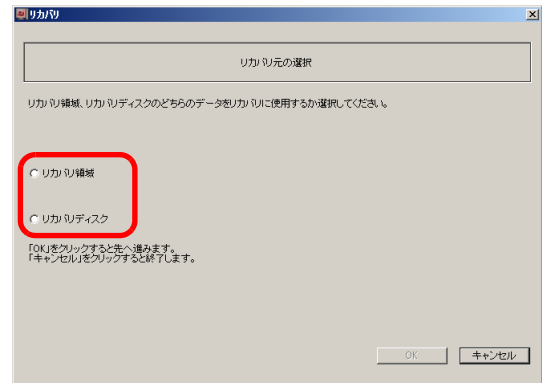 リカバリ
リカバリ元の選択
リカバリ領域、リカバリディスクのどちらのデータをリカバリに使用するか選択してください。
リカバリ領域
リカバリディスク
「OK」をクリックすると先へ進みます。
「キャンセル」をクリックすると終了します。
OK
キャンセル